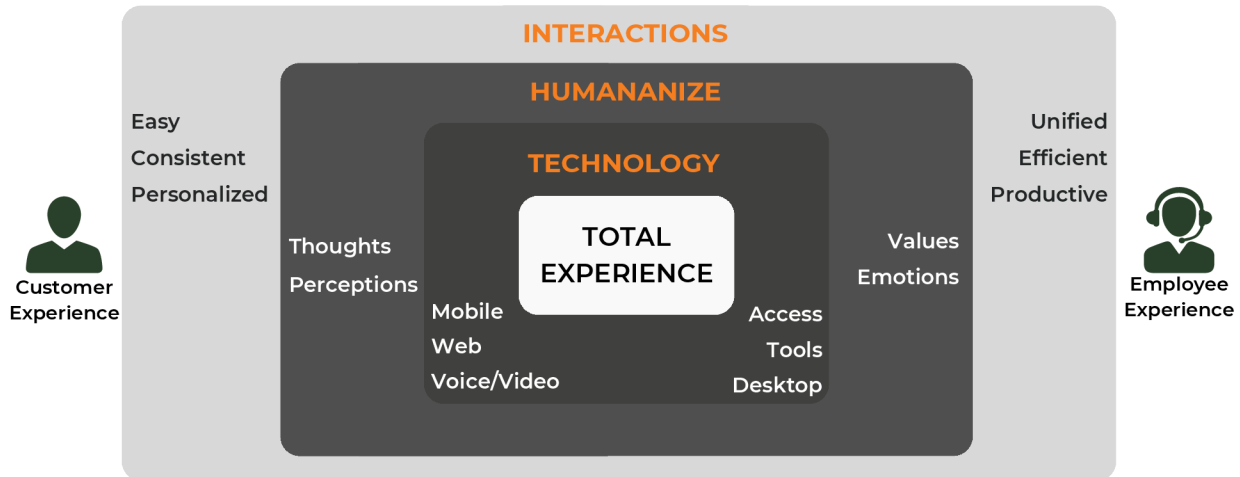 INTERACTIONS
HUMANANIZE
TECHNOLOGY
TOTAL
EXPERIENCE
Easy
Consistent
Personalized
Thoughts
Perceptions
Mobile
Web
Voice/Video
Access
Tools
Desktop
Values
Emotions
Unified
Efficient
Productive
Customer
Experience
Employee
Experience